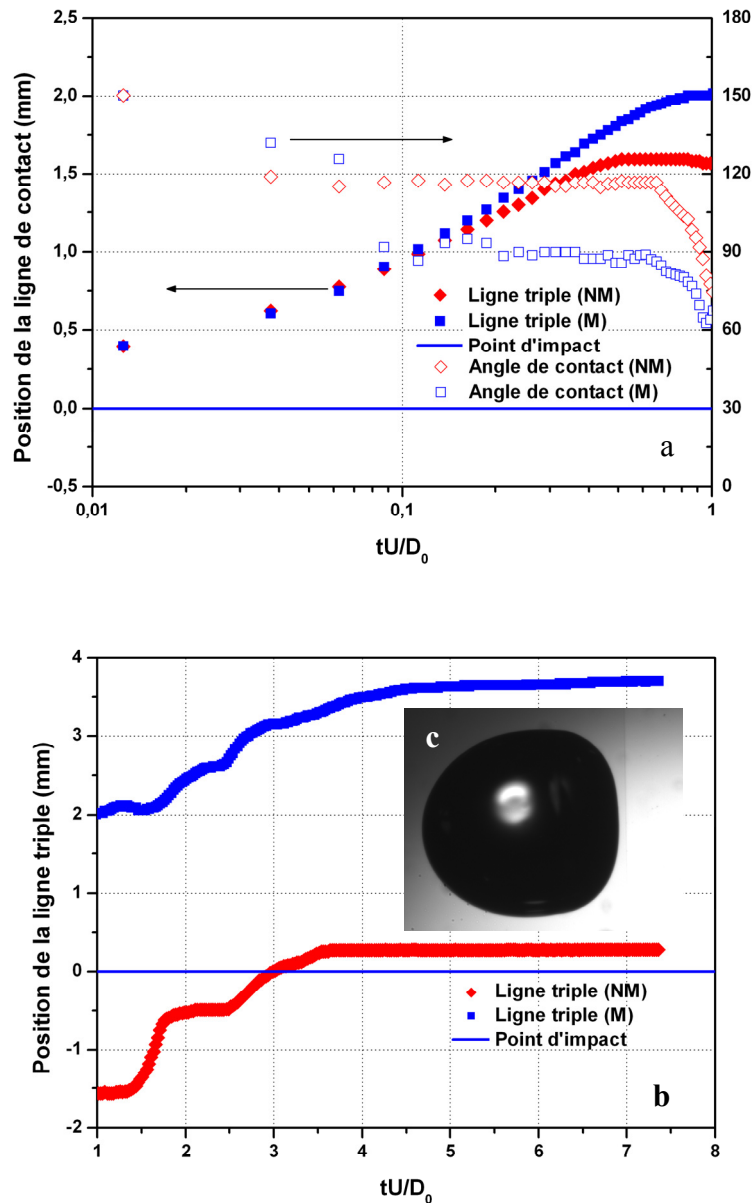 180
150
120
90
60
30
0
2,5
2,0
1,5
1,0
0,5
0,0
-0,5
Position de la ligne de contact (mm)
Ligne triple (NM)
Ligne triple (M)
Point d'impact
Angle de contact (NM)
Angle de contact (M)
a
0,01
0,1
1
tU/D0
4
3
2
1
0
-1
-2
Position de la ligne triple (mm)
c
Ligne triple (NM)
Ligne triple (M)
Point d'impact
b
1
2
3
4
5
6
7
8
tU/D0